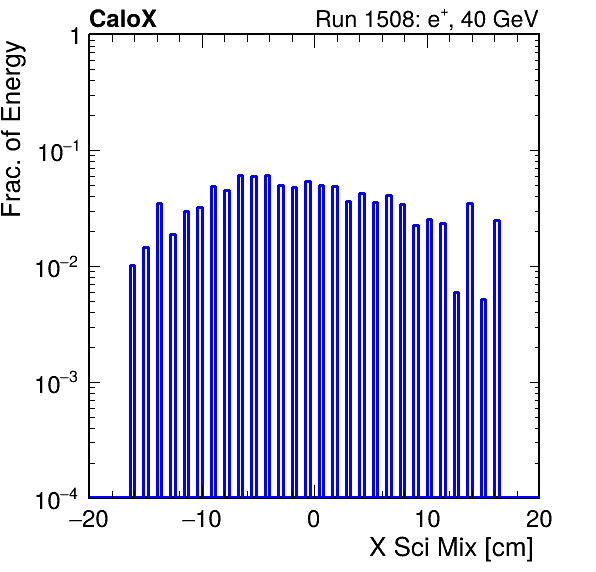 CaloX Run 1508: e⁺, 40 GeV
Frac. of Energy
1
10⁻¹
10⁻²
10⁻³
10⁻⁴
−20 −10 0 10 20
X Sci Mix [cm]